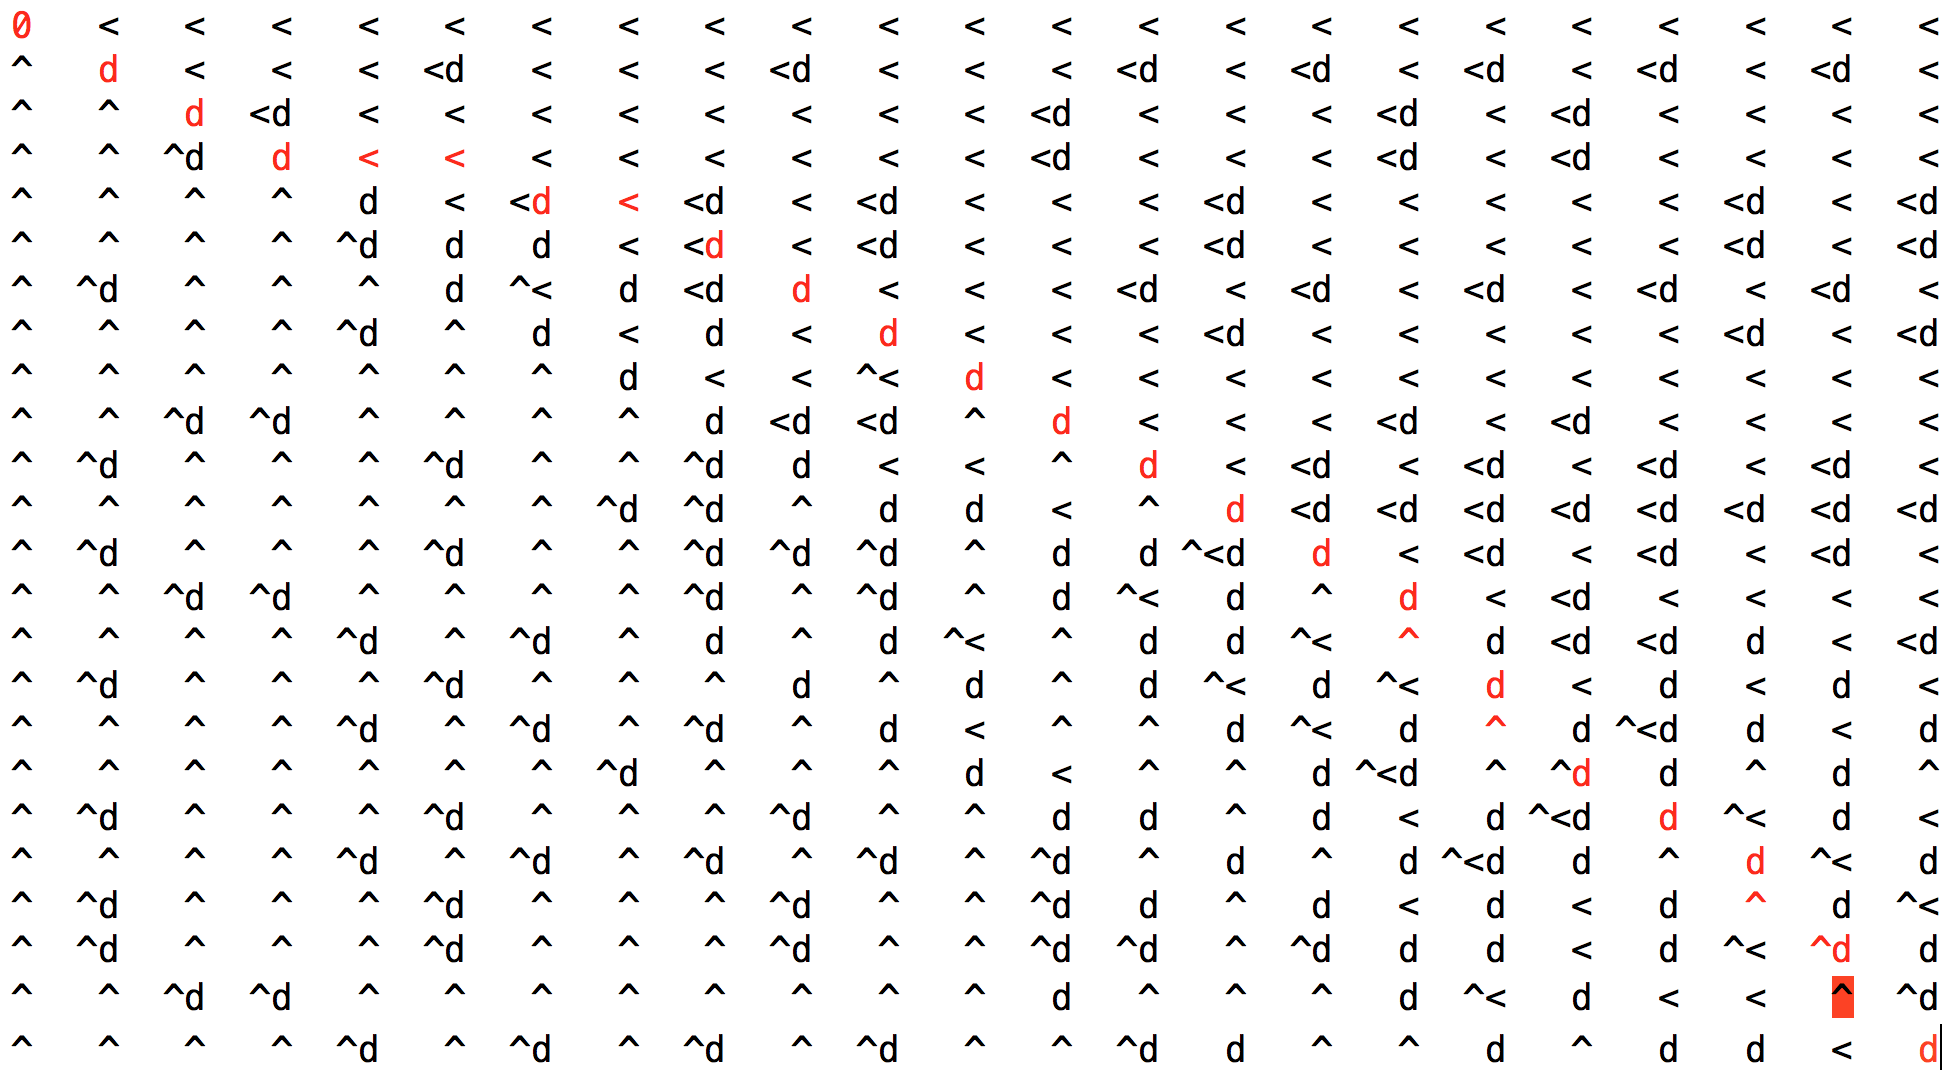 0 < < < < < < < < < < < < < < < < < < < < < <
^ d < < < <d < < < <d < < < <d < <d < <d < <d < <d <
^ ^ d <d < < < < < < < < <d < < < <d < <d < < < <
^ ^ ^d d < < < < < < < < <d < < < <d < <d < < < <
^ ^ ^ ^ d < <d < <d < <d < < < <d < < < < < <d < <d
^ ^ ^ ^ ^d d d < <d < <d < < < <d < < < < < <d < <d
^ ^d ^ ^ ^ d ^< d <d d < < < <d < <d < <d < <d < <d <
^ ^ ^ ^ ^d ^ d < d < d < < < <d < < < < < <d < <d
^ ^ ^ ^ ^ ^ ^ d < < ^< d < < < < < < < < < < <
^ ^ ^d ^d ^ ^ ^ ^ d <d <d ^ d < < < <d < <d < < < <
^ ^d ^ ^ ^ ^d ^ ^ ^d d < < ^ d < <d < <d < <d < <d <
^ ^ ^ ^ ^ ^ ^ ^d ^d ^ d d < ^ d <d <d <d <d <d <d <d <d
^ ^d ^ ^ ^ ^d ^ ^ ^d ^d ^d ^ d d ^<d d < <d < <d < <d <
^ ^ ^d ^d ^ ^ ^ ^ ^d ^ ^d ^ d ^< d ^ d < <d < < < <
^ ^ ^ ^ ^d ^ ^d ^ d ^ d ^< ^ d d ^< ^ d <d <d d < <d
^ ^d ^ ^ ^ ^d ^ ^ ^ d ^ d ^ d ^< d ^< d < d < d <
^ ^ ^ ^ ^d ^ ^d ^ ^d ^ d < ^ ^ d ^< d ^ d ^<d d < d
^ ^ ^ ^ ^ ^ ^ ^d ^ ^ ^ d < ^ ^ d ^<d ^ ^d d ^ d ^
^ ^d ^ ^ ^ ^d ^ ^ ^ ^d ^ ^ d d ^ d < d ^<d d ^< d <
^ ^ ^ ^ ^d ^ ^d ^ ^d ^ ^d ^ ^d ^ d ^ d ^<d d ^ d ^< d
^ ^d ^ ^ ^ ^d ^ ^ ^ ^d ^ ^ ^d d ^ d < d < d ^ d ^<
^ ^d ^ ^ ^ ^d ^ ^ ^ ^d ^ ^ ^d ^d ^ ^d d d < d ^< ^d d
^ ^ ^d ^d ^ ^ ^ ^ ^ ^ ^ ^ d ^ ^ ^ d ^< d < < ^ ^d
^ ^ ^ ^ ^d ^ ^d ^ ^d ^ ^d ^ ^ ^d d ^ ^ d ^ d d < d